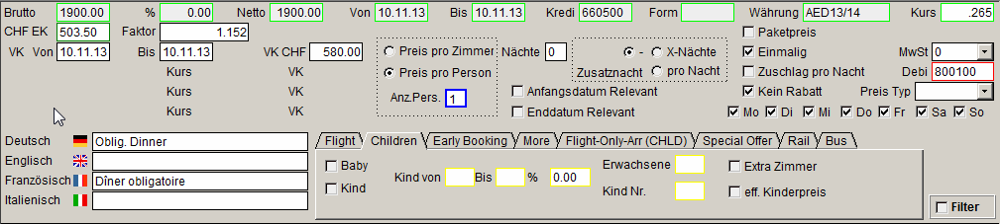 Brutto 1900.00 % 0.00 Netto 1900.00 Von 10.11.13 Bis 10.11.13 Kredi 660500 Form Währung AED13/14 Kurs .265
CHF EK 503.50 Faktor 1.152 Paketpreis
VK Von 10.11.13 Bis 10.11.13 VK CHF 580.00 Preis pro Zimmer Nächte 0 - X-Nächte Einmalig MwSt 0
Kurs VK Preis pro Person Zusatznacht pro Nacht Zuschlag pro Nacht Debi 800100
Kurs VK Anz.Pers. 1 Anfangsdatum Relevant Kein Rabatt Preis Typ
Kurs VK Enddatum Relevant Mo Di Mi Do Fr Sa So
Deutsch Oblig. Dinner Flight Children Early Booking More Flight-Only-Arr (CHLD) Special Offer Rail Bus
Englisch Baby Kind von Bis % 0.00 Erwachsene Extra Zimmer
Französisch Dîner obligatoire Kind Kind Nr. eff. Kinderpreis
Italienisch Filter